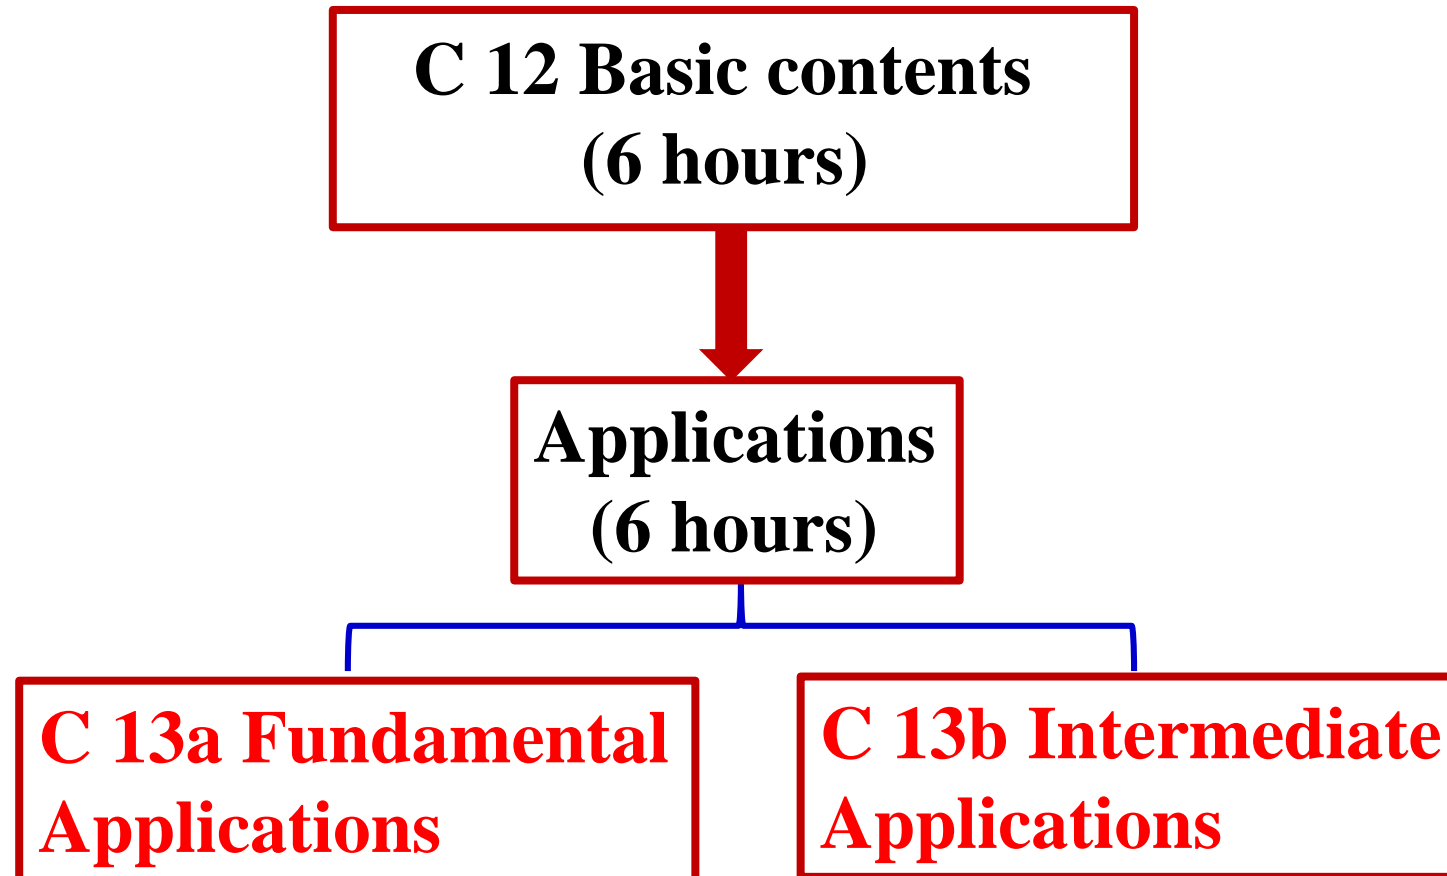 C 12 Basic contents
(6 hours)
Applications
(6 hours)
C 13a Fundamental
Applications
C 13b Intermediate
Applications